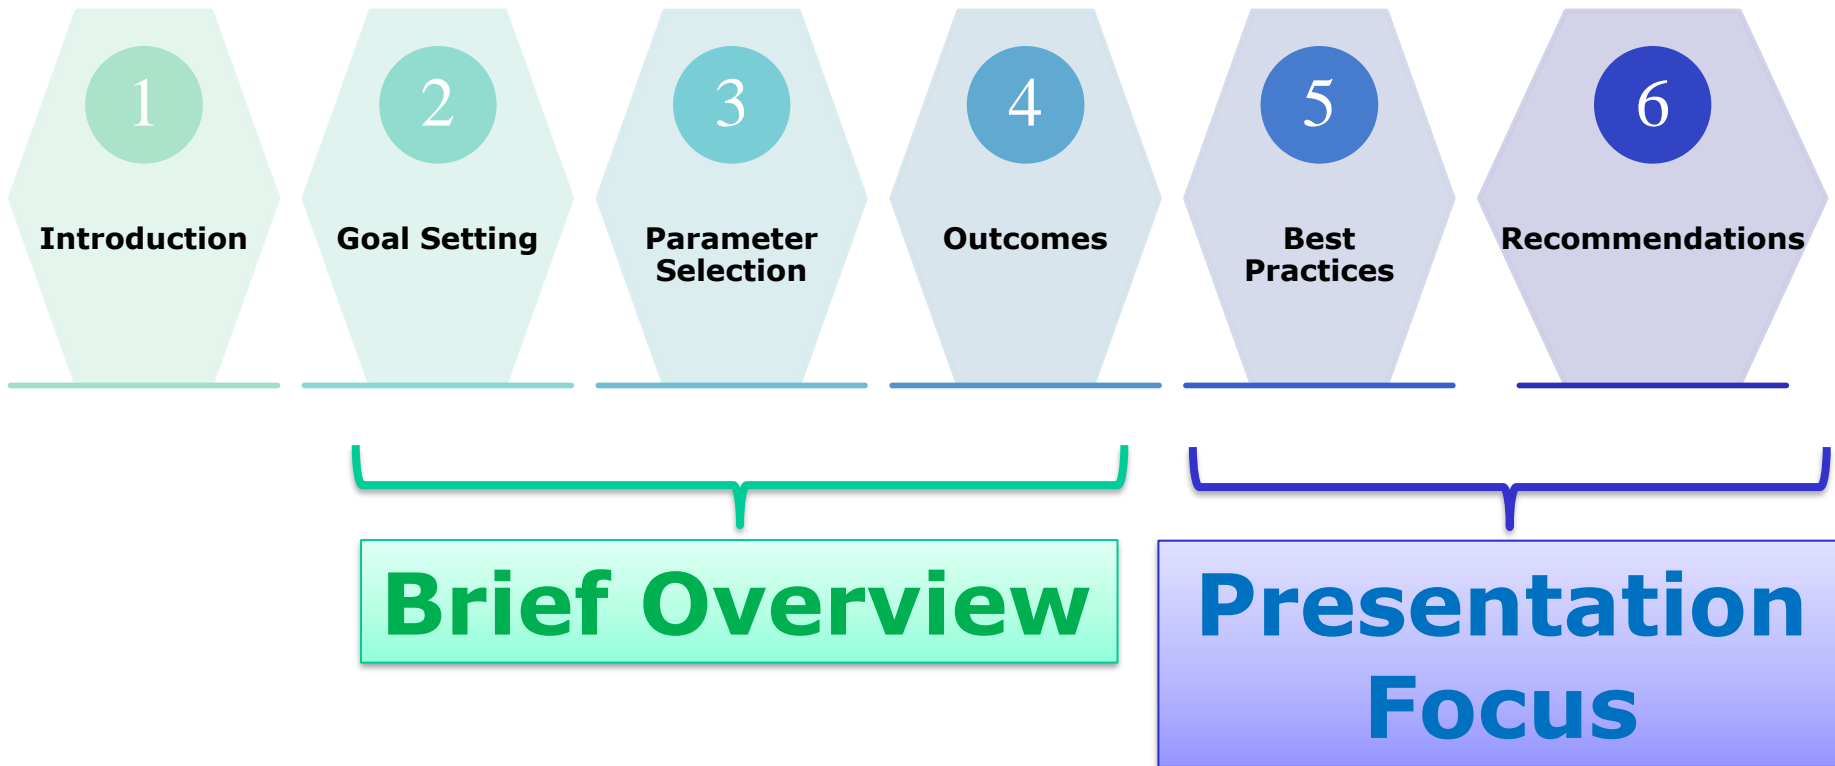 1
Introduction
2
Goal Setting
3
Parameter
Selection
4
Outcomes
5
Best
Practices
6
Recommendations
Brief Overview
Presentation
Focus